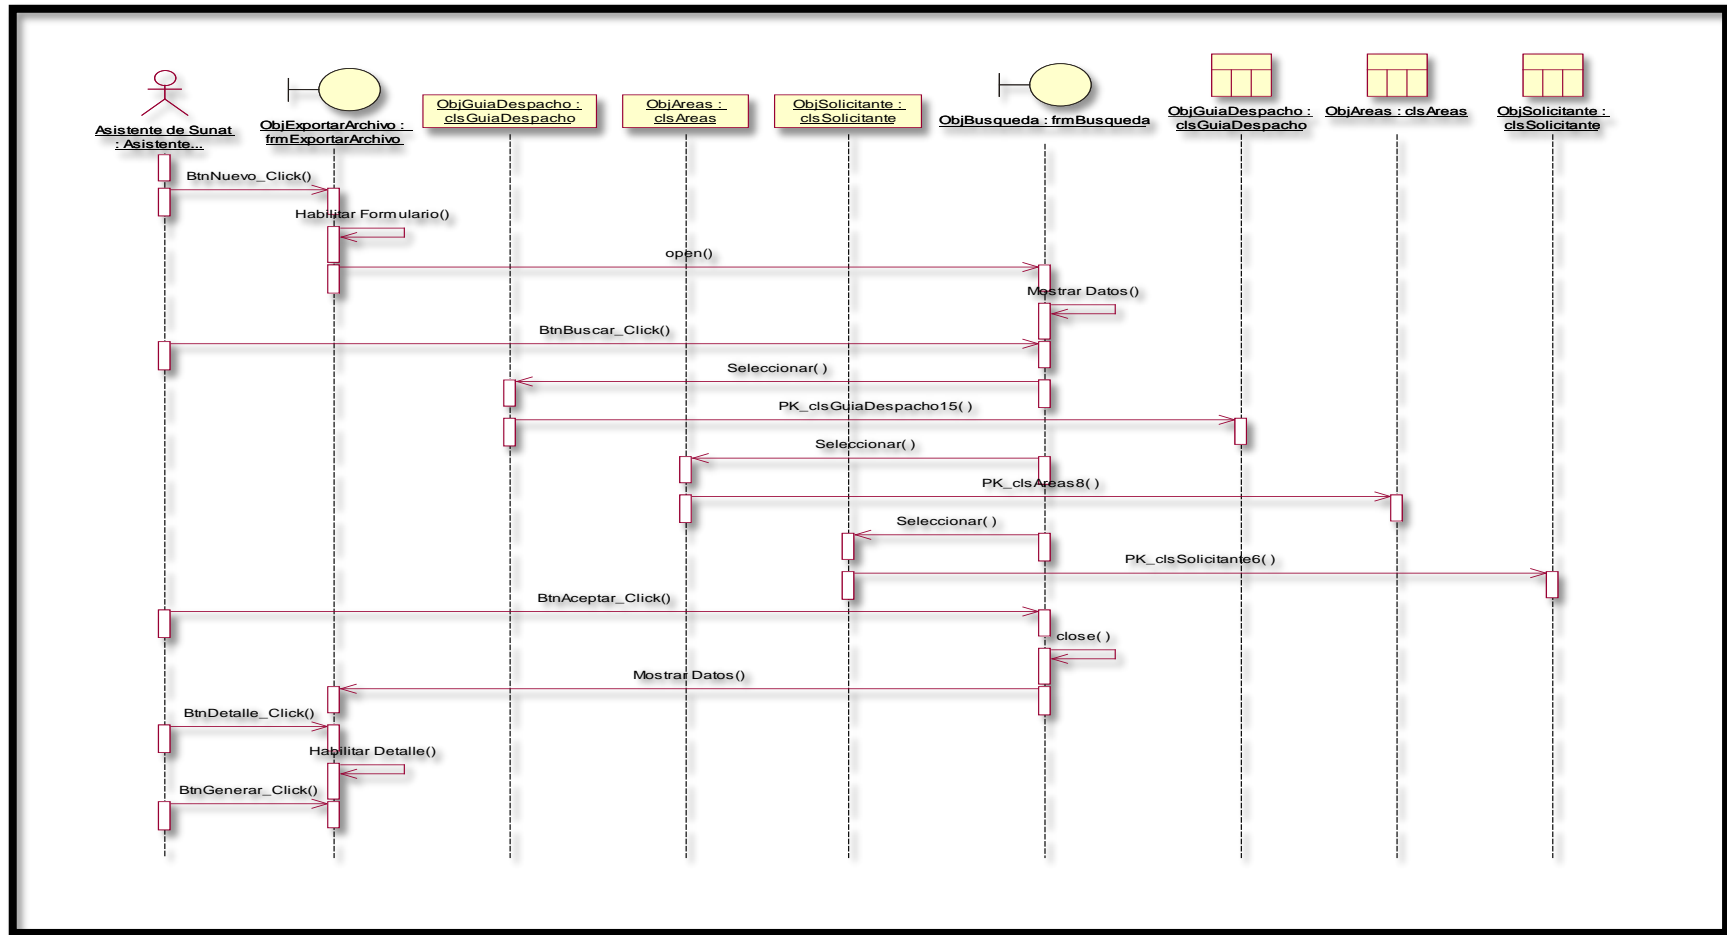 Asistente de Sunat
: Asistente...
ObjExportarArchivo :
frmExportarArchivo
ObjGuiaDespacho :
clsGuiaDespacho
ObjAreas :
clsAreas
ObjSolicitante :
clsSolicitante
ObjBusqueda : frmBusqueda
ObjGuiaDespacho :
clsGuiaDespacho
ObjAreas : clsAreas
ObjSolicitante :
clsSolicitante
BtnNuevo_Click()
Habilitar Formulario()
open()
Mostrar Datos()
BtnBuscar_Click()
Seleccionar( )
PK_clsGuiaDespacho15( )
Seleccionar( )
PK_clsAreas8( )
Seleccionar( )
PK_clsSolicitante6( )
BtnAceptar_Click()
close( )
Mostrar Datos()
BtnDetalle_Click()
Habilitar Detalle()
BtnGenerar_Click()